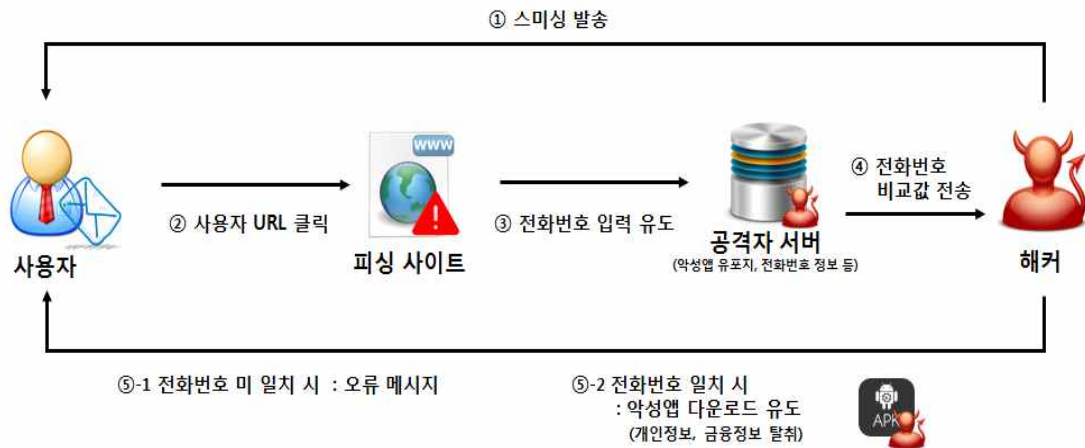 ① 스미싱 발송
WWW
② 사용자 URL 클릭
③ 전화번호 입력 유도
④ 전화번호
비교값 전송
사용자
피싱 사이트
공격자 서버
(악성앱 유포지, 전화번호 정보 등)
해커
⑤-1 전화번호 미 일치 시 : 오류 메시지
⑤-2 전화번호 일치 시
: 악성앱 다운로드 유도
(개인정보, 금융정보 탈취)
APK